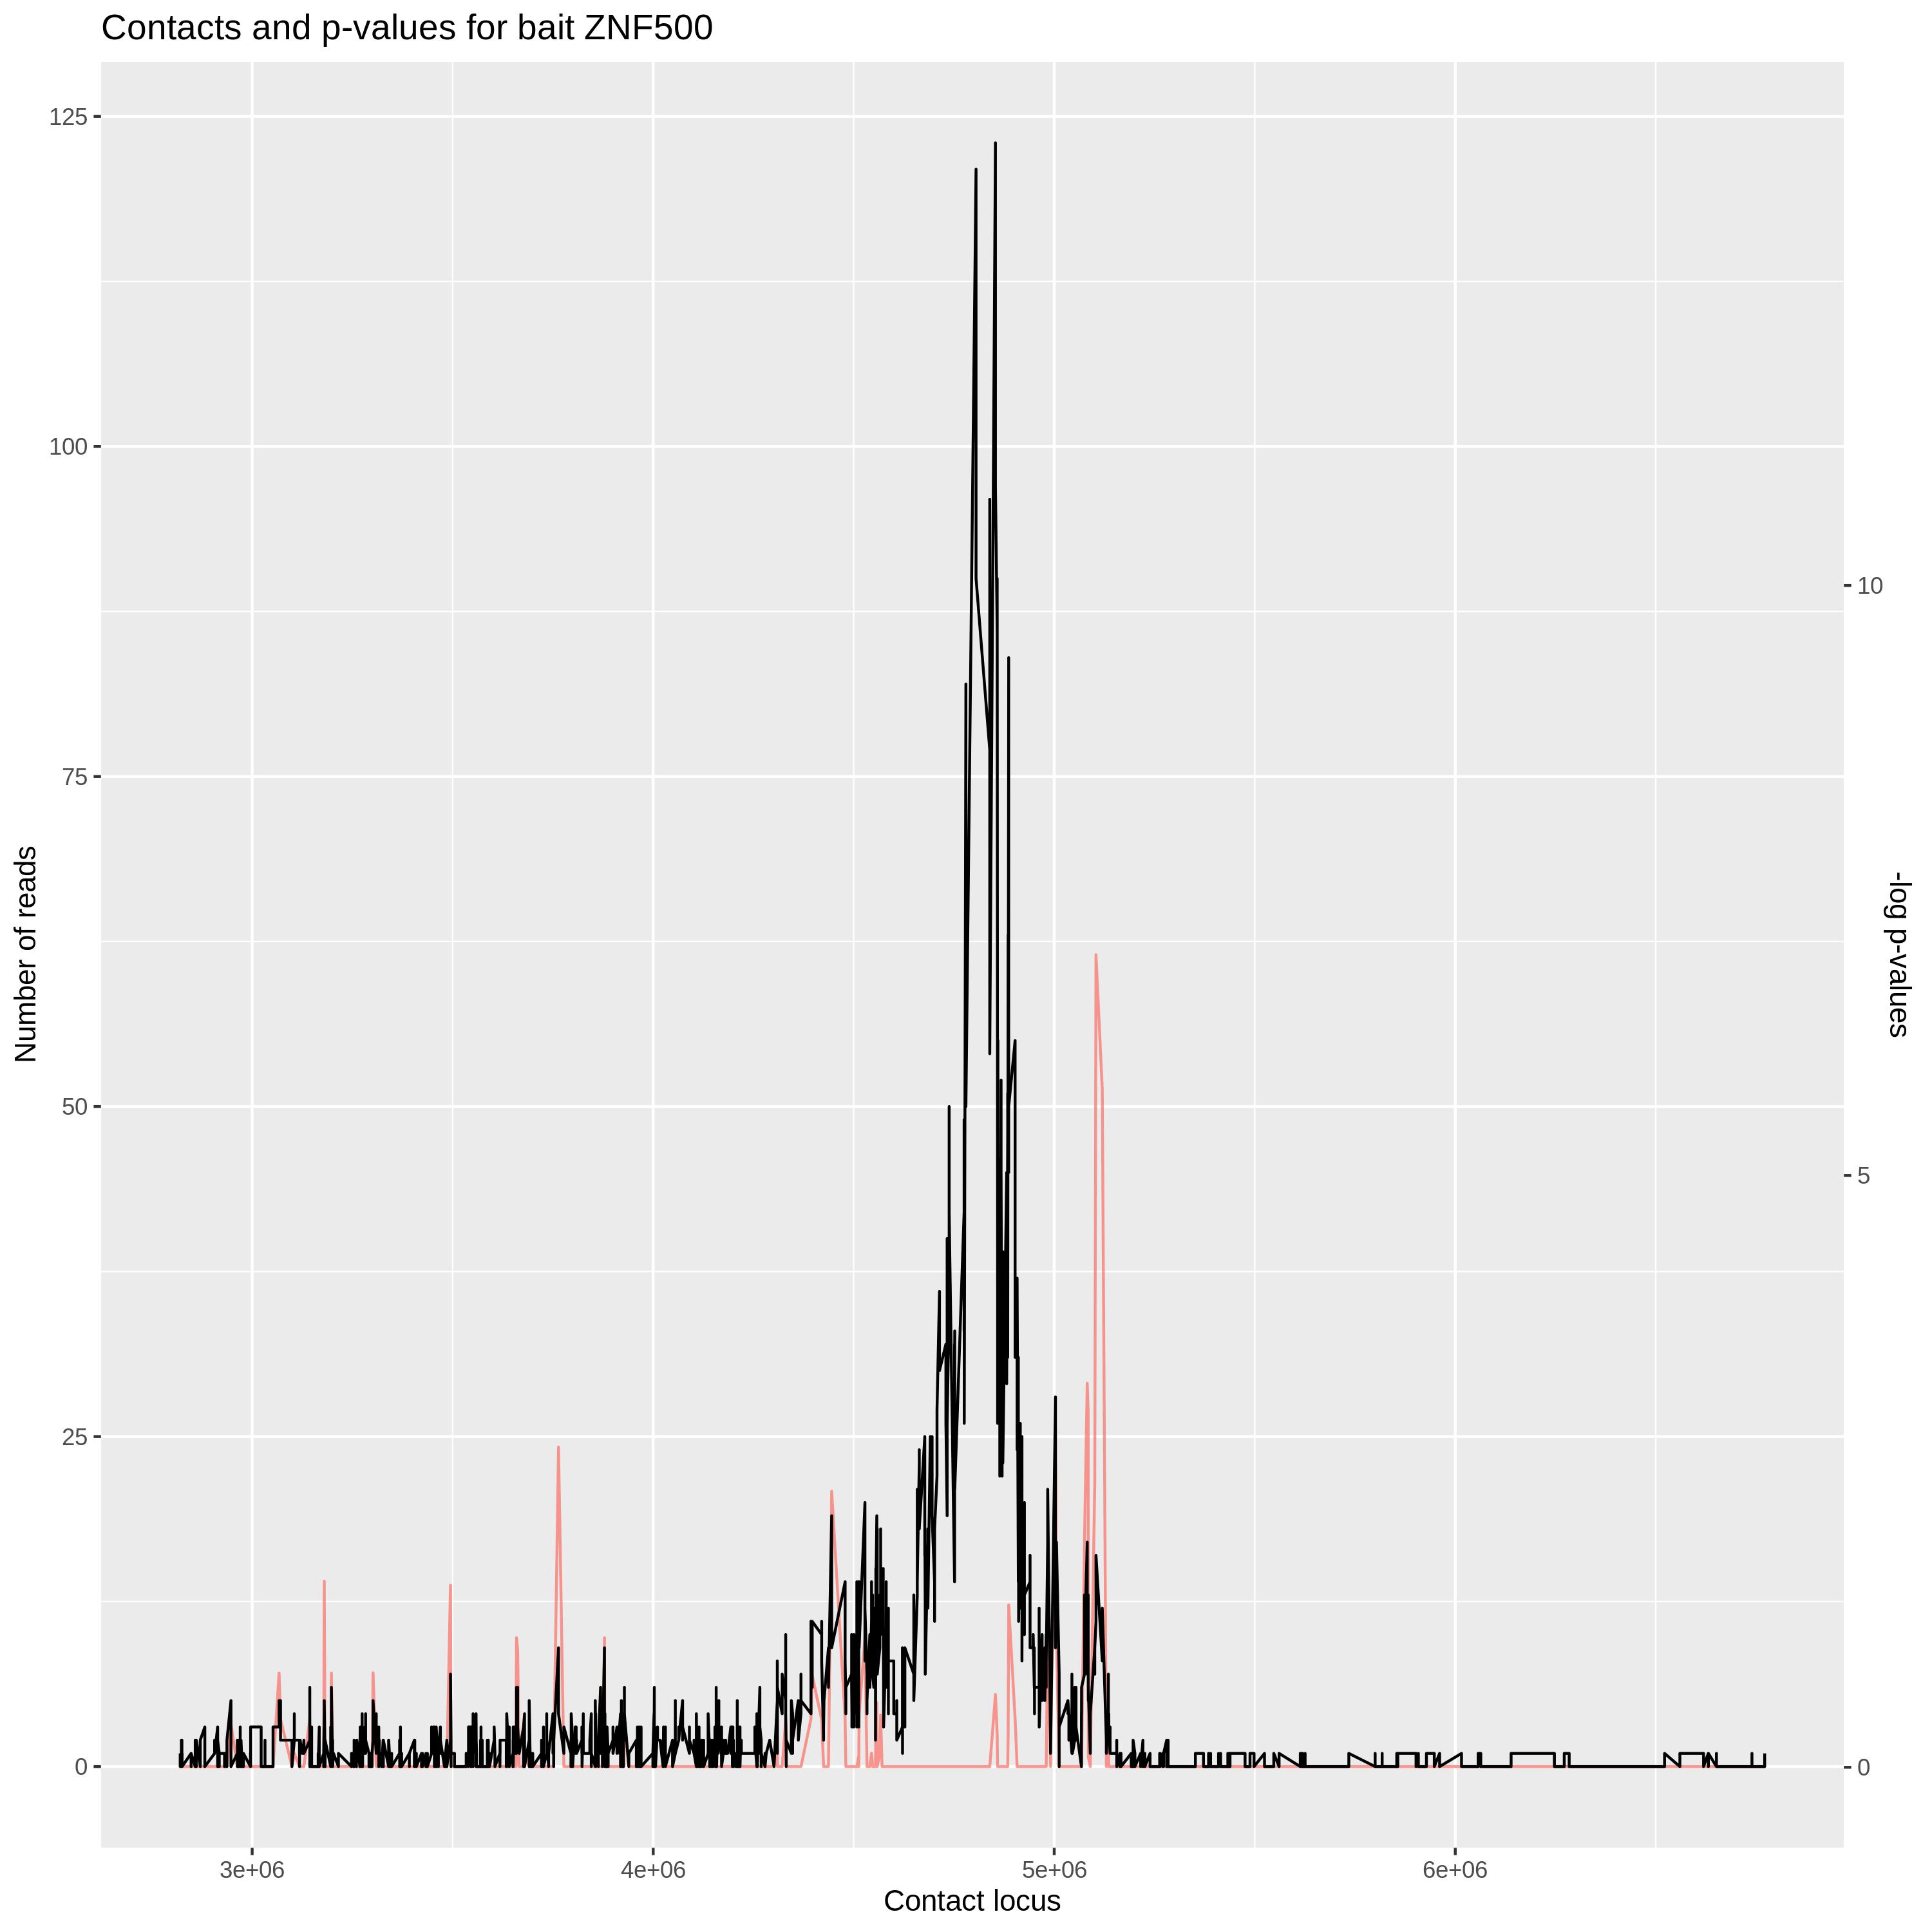 Contacts and p-values for bait ZNF500
125
100
75
50
25
0
Number of reads
10
5
0
-log p-values
3e+06
4e+06
5e+06
6e+06
Contact locus